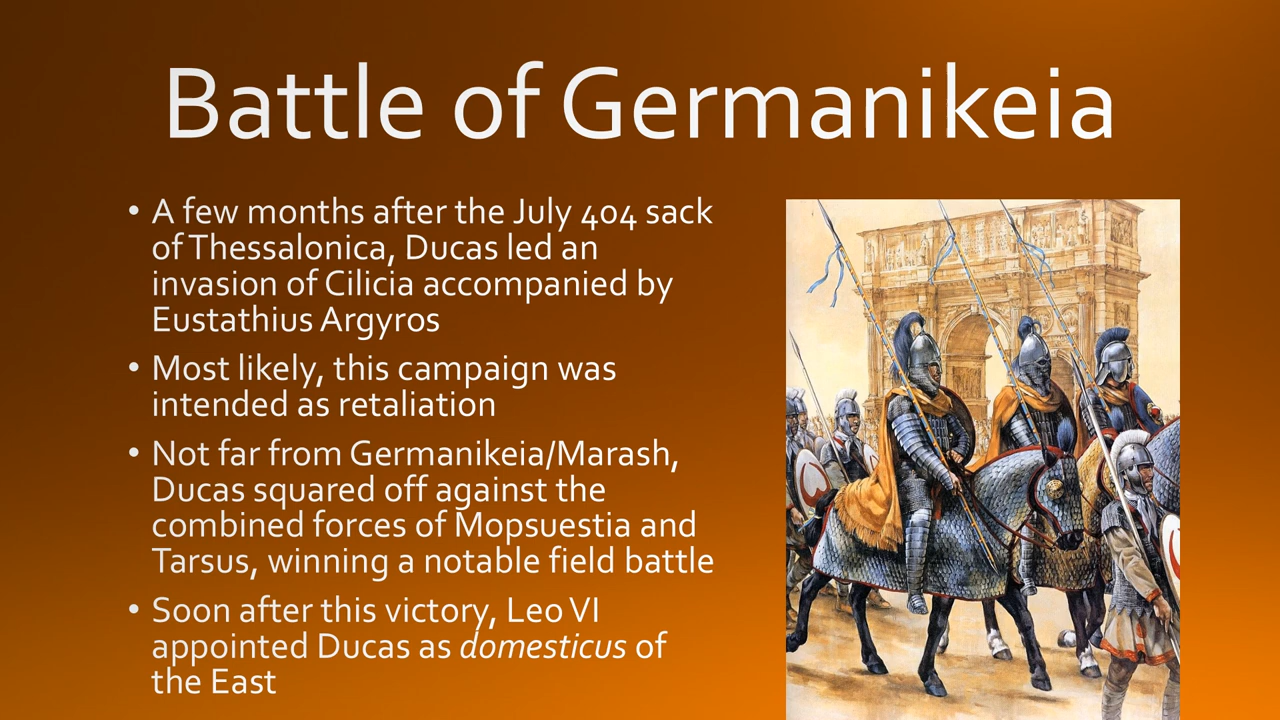 Battle of Germanikeia
• A few months after the July 404 sack
of Thessalonica, Ducas led an
invasion of Cilicia accompanied by
Eustathius Argyros
• Most likely, this campaign was
intended as retaliation
• Not far from Germanikeia/Marash,
Ducas squared off against the
combined forces of Mopsuestia and
Tarsus, winning a notable field battle
• Soon after this victory, Leo VI
appointed Ducas as domesticus of
the East